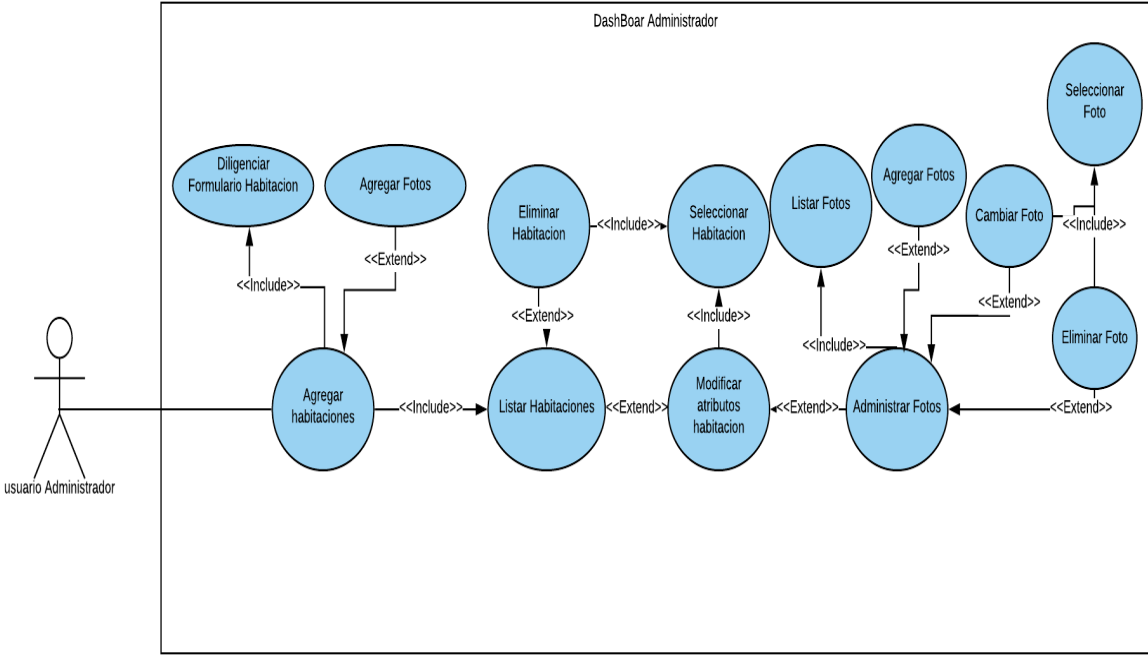 DashBoar Administrador
Seleccionar
Foto
Diligenciar
Formulario Habitacion
Agregar Fotos
Eliminar
Habitacion
<<Include>>
Seleccionar
Habitacion
Listar Fotos
Agregar Fotos
Cambiar Foto
<<Include>>
<<Extend>>
<<Extend>>
<<Include>>
<<Extend>>
<<Extend>>
<<Include>>
<<Include>>
Eliminar Foto
Agregar
habitaciones
<<Include>>
Listar Habitaciones
<<Extend>>
Modificar
atributos
habitacion
<<Extend>>
Administrar Fotos
<<Extend>>
usuario Administrador